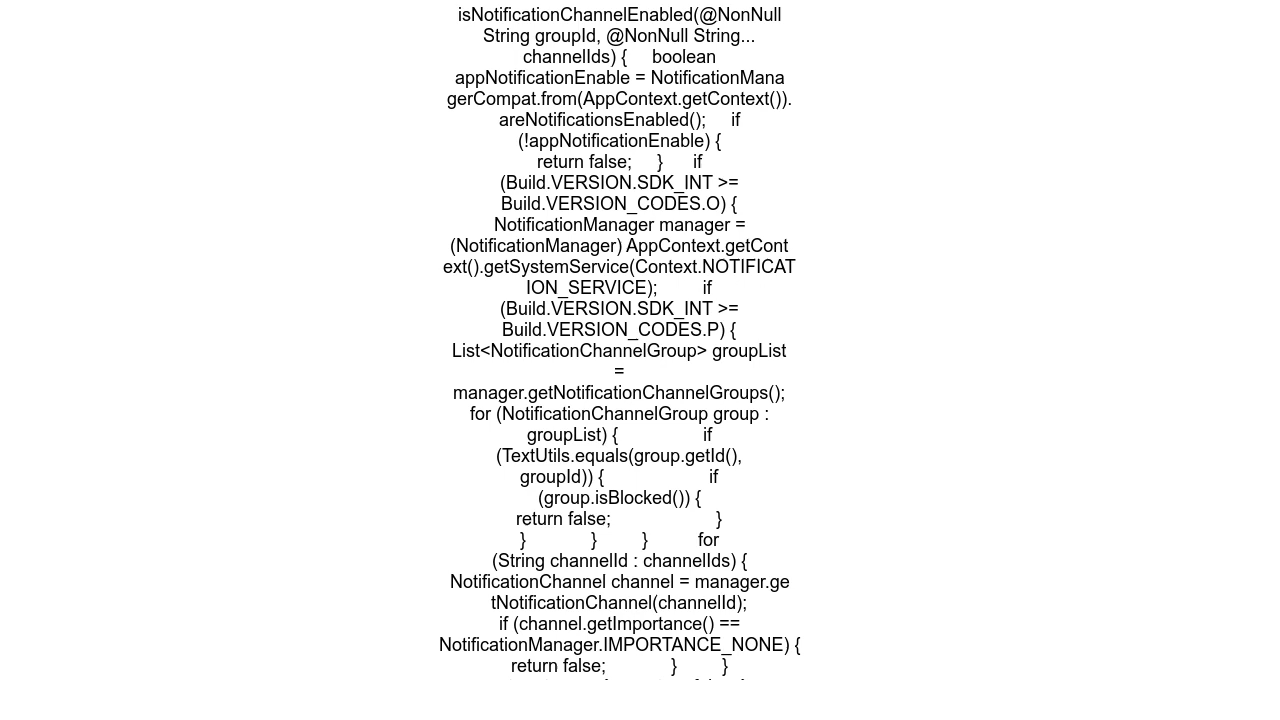 isNotificationChannelEnabled(@NonNull
String groupId, @NonNull String...
channelIds) {     boolean
appNotificationEnable = NotificationMana
gerCompat.from(AppContext.getContext()).
areNotificationsEnabled();     if
(!appNotificationEnable) {
return false;     }      if
(Build.VERSION.SDK_INT >=
Build.VERSION_CODES.O) {
NotificationManager manager =
(NotificationManager) AppContext.getCont
ext().getSystemService(Context.NOTIFICAT
ION_SERVICE);         if
(Build.VERSION.SDK_INT >=
Build.VERSION_CODES.P) {
List<NotificationChannelGroup> groupList
=
manager.getNotificationChannelGroups();
for (NotificationChannelGroup group :
groupList) {                 if
(TextUtils.equals(group.getId(),
groupId)) {                     if
(group.isBlocked()) {
return false;                     }
}             }         }          for
(String channelId : channelIds) {
NotificationChannel channel = manager.ge
tNotificationChannel(channelId);
if (channel.getImportance() ==
NotificationManager.IMPORTANCE_NONE) {
return false;             }         }